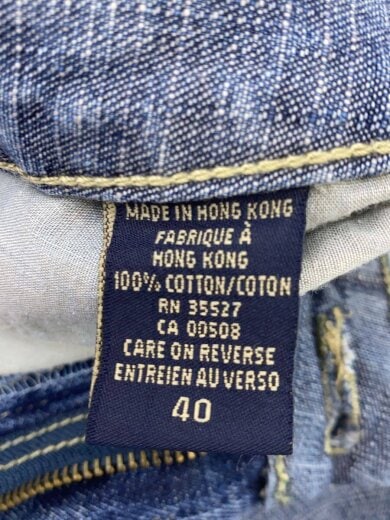 MADE IN HONG KONG
FABRIQUE À
HONG KONG
100% COTTON/COTON
RN 35527
CA 00508
CARE ON REVERSE
ENTREIEN AU VERSO
40